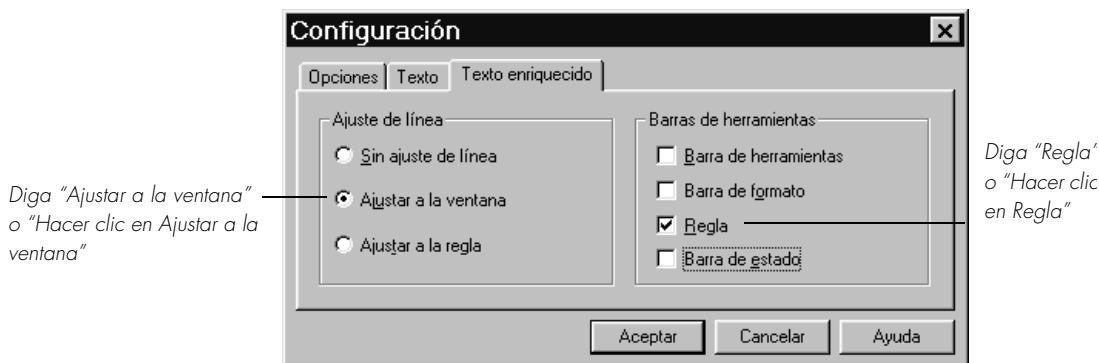 Configuración
Opciones Texto Texto enriquecido
Ajuste de línea
Sin ajuste de línea
Ajustar a la ventana
Ajustar a la regla
Barras de herramientas
Barra de herramientas
Barra de formato
Regla
Barra de estado
Aceptar Cancelar Ayuda
Diga “Ajustar a la ventana”
o “Hacer clic en Ajustar a la
ventana”
Diga “Regla”
o “Hacer clic
en Regla”